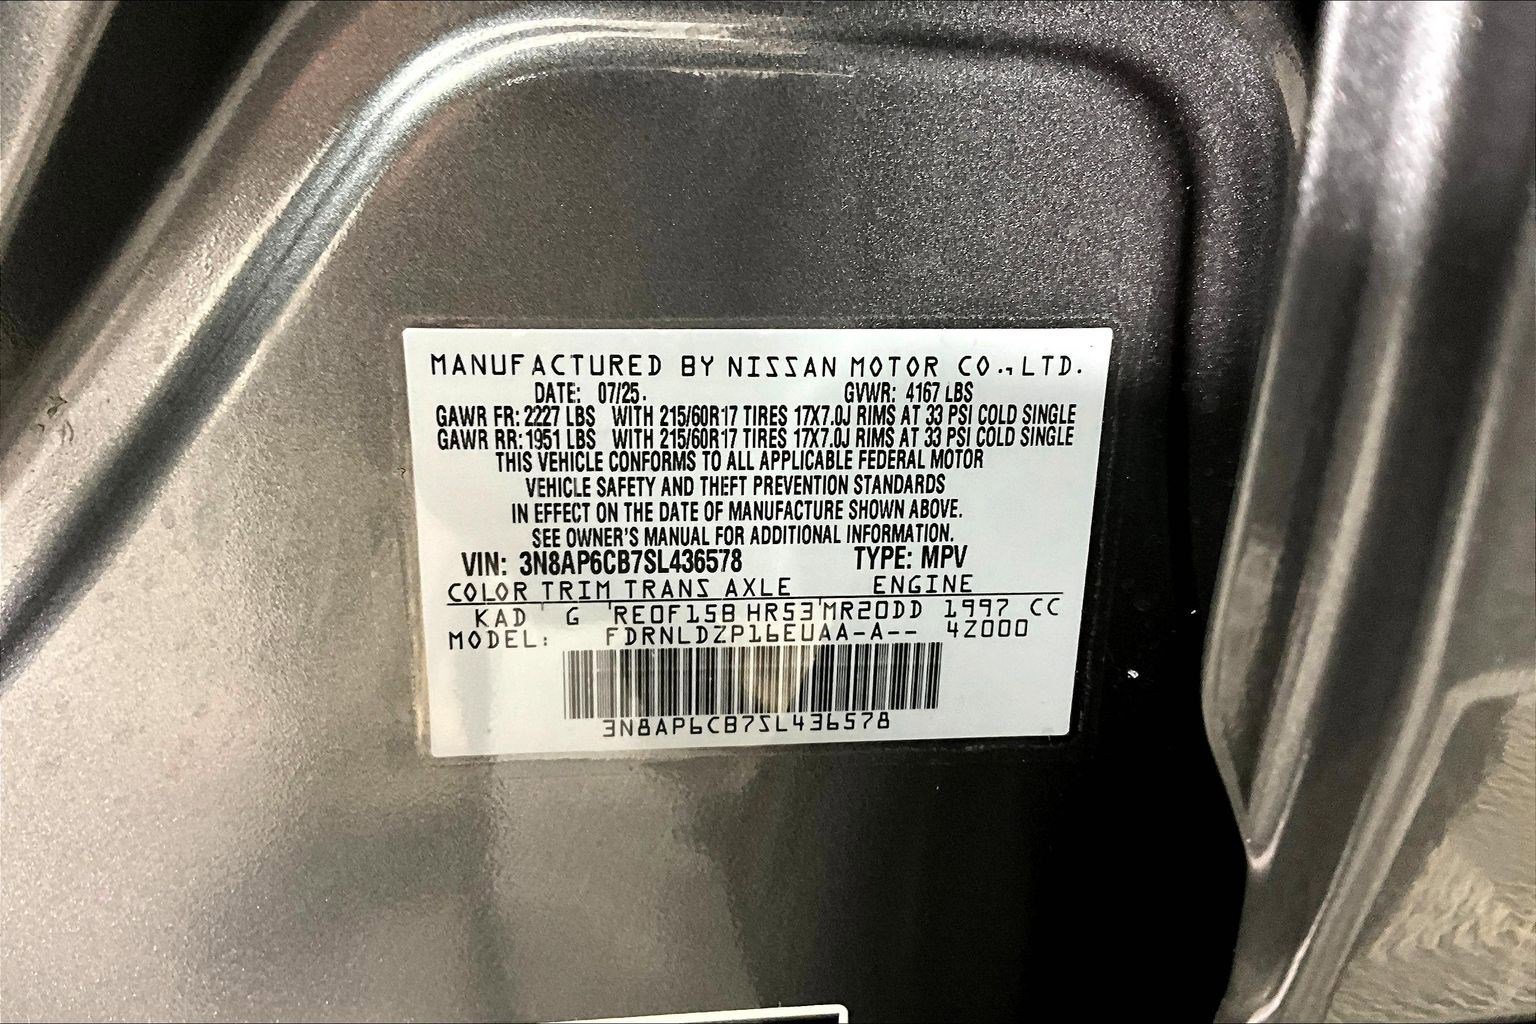 MANUFACTURED BY NISSAN MOTOR CO.,LTD.
DATE: 07/25. GVWR: 4167 LBS
GAWR FR: 2227 LBS WITH 215/60R17 TIRES 17X7.0J RIMS AT 33 PSI COLD SINGLE
GAWR RR: 1951 LBS WITH 215/60R17 TIRES 17X7.0J RIMS AT 33 PSI COLD SINGLE
THIS VEHICLE CONFORMS TO ALL APPLICABLE FEDERAL MOTOR
VEHICLE SAFETY AND THEFT PREVENTION STANDARDS
IN EFFECT ON THE DATE OF MANUFACTURE SHOWN ABOVE.
SEE OWNER'S MANUAL FOR ADDITIONAL INFORMATION.
VIN: 3N8AP6CB7SL436578 TYPE: MPV
COLOR TRIM TRANS AXLE ENGINE
KAD G RE0F15B HR53 MR20DD 1997 CC
MODEL: FDRNLDZP16EUAA-A-- 4Z000
3N8AP6CB7SL436578